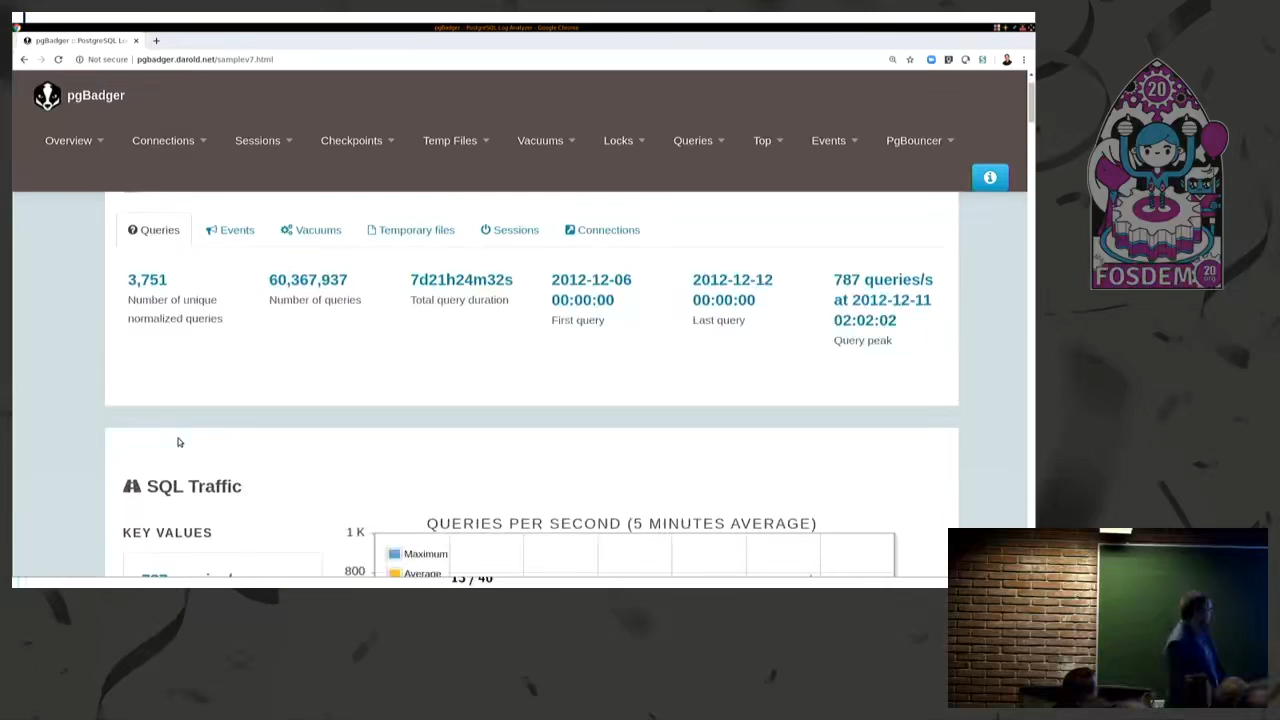 pgBadger :: PostgreSQL Log Analyzer - Google Chrome
pgBadger :: PostgreSQL Lo
Not secure | pgbadger.darold.net/samplev7.html
pgBadger
Overview Connections Sessions Checkpoints Temp Files Vacuums Locks Queries Top Events PgBouncer
Queries Events Vacuums Temporary files Sessions Connections
3,751
Number of unique
normalized queries
60,367,937
Number of queries
7d21h24m32s
Total query duration
2012-12-06
00:00:00
First query
2012-12-12
00:00:00
Last query
787 queries/s
at 2012-12-11
02:02:02
Query peak
SQL Traffic
KEY VALUES
QUERIES PER SECOND (5 MINUTES AVERAGE)
1 K
Maximum
800
Average
15 / 40
20
FOSDEM
20
.org